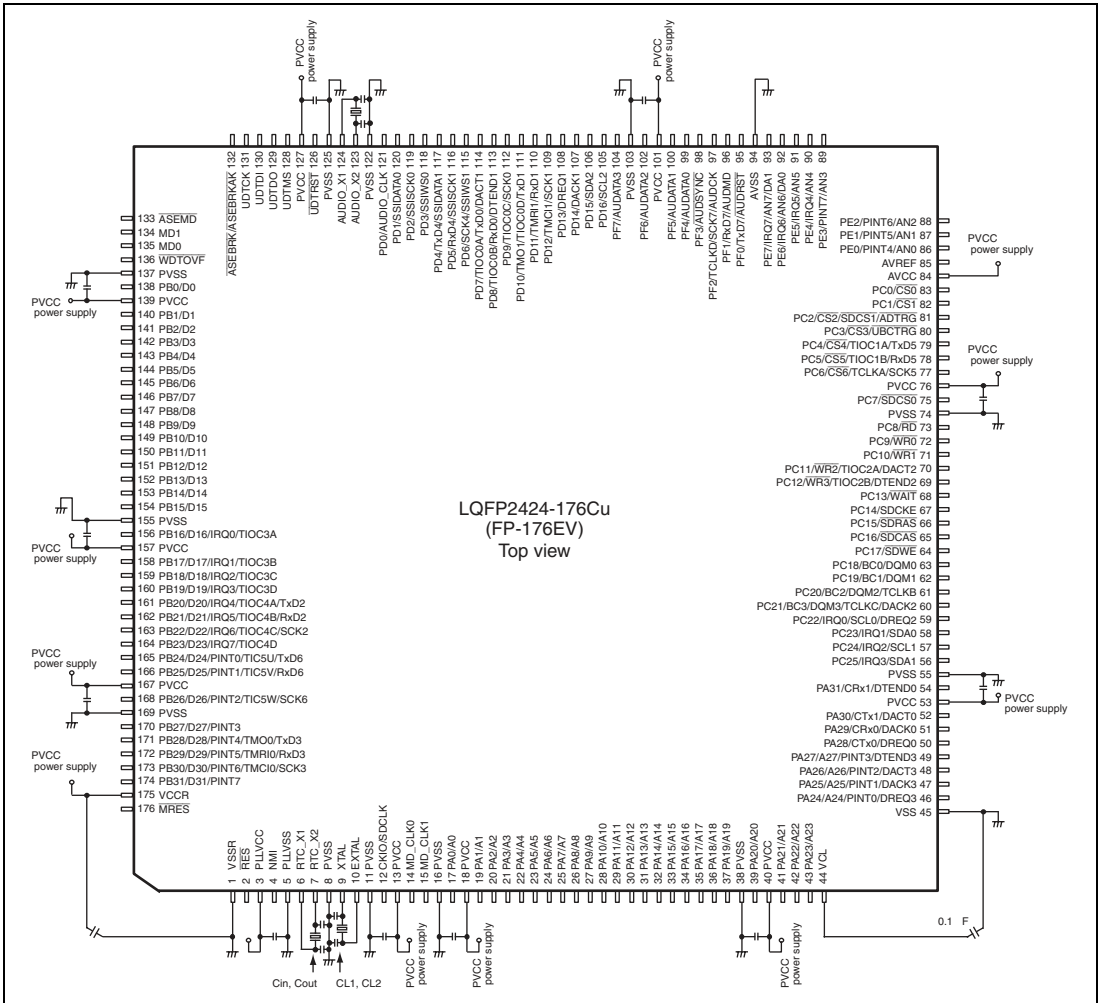 PVCC
power supply
PVCC
power supply
ASEBRK/ASEBRKAK 132
UDTCK 131
UDTDI 130
UDTDO 129
UDTMS 128
PVCC 127
UDTRST 126
PVSS 125
AUDIO_X1 124
AUDIO_X2 123
PVSS 122
PD0/AUDIO_CLK 121
PD1/SSIDATA0 120
PD2/SSISCK0 119
PD3/SSIWS0 118
PD4/TxD4/SSIDATA1 117
PD5/RxD4/SSISCK1 116
PD6/SCK4/SSIWS1 115
PD7/TIOC0A/TxD0/DACT1 114
PD8/TIOC0B/RxD0/DTEND1 113
PD9/TIOC0C/SCK0 112
PD10/TMO1/TIOC0D/TxD1 111
PD11/TMRI1/RxD1 110
PD12/TMCI1/SCK1 109
PD13/DREQ1 108
PD14/DACK1 107
PD15/SDA2 106
PD16/SCL2 105
PF7/AUDATA3 104
PVSS 103
PF6/AUDATA2 102
PVCC 101
PF5/AUDATA1 100
PF4/AUDATA0 99
PF3/AUDSYNC 98
PF2/TCLKD/SCK7/AUDCK 97
PF1/RxD7/AUDMD 96
PF0/TxD7/AUDRST 95
AVSS 94
PE7/IRQ7/AN7/DA1 93
PE6/IRQ6/AN6/DA0 92
PE5/IRQ5/AN5 91
PE4/IRQ4/AN4 90
PE3/PINT7/AN3 89
133 ASEMD
134 MD1
135 MD0
136 WDTOVF
137 PVSS
138 PB0/D0
139 PVCC
PVCC
power supply
140 PB1/D1
141 PB2/D2
142 PB3/D3
143 PB4/D4
144 PB5/D5
145 PB6/D6
146 PB7/D7
147 PB8/D8
148 PB9/D9
149 PB10/D10
150 PB11/D11
151 PB12/D12
152 PB13/D13
153 PB14/D14
154 PB15/D15
155 PVSS
156 PB16/D16/IRQ0/TIOC3A
157 PVCC
PVCC
power supply
158 PB17/D17/IRQ1/TIOC3B
159 PB18/D18/IRQ2/TIOC3C
160 PB19/D19/IRQ3/TIOC3D
161 PB20/D20/IRQ4/TIOC4A/TxD2
162 PB21/D21/IRQ5/TIOC4B/RxD2
163 PB22/D22/IRQ6/TIOC4C/SCK2
164 PB23/D23/IRQ7/TIOC4D
165 PB24/D24/PINT0/TIC5U/TxD6
166 PB25/D25/PINT1/TIC5V/RxD6
PVCC
power supply
167 PVCC
168 PB26/D26/PINT2/TIC5W/SCK6
169 PVSS
170 PB27/D27/PINT3
171 PB28/D28/PINT4/TMO0/TxD3
172 PB29/D29/PINT5/TMRI0/RxD3
173 PB30/D30/PINT6/TMCI0/SCK3
174 PB31/D31/PINT7
PVCC
power supply
175 VCCR
176 MRES
LQFP2424-176Cu
(FP-176EV)
Top view
PE2/PINT6/AN2 88
PE1/PINT5/AN1 87
PE0/PINT4/AN0 86
AVREF 85
AVCC 84
PVCC
power supply
PC0/CS0 83
PC1/CS1 82
PC2/CS2/SDCS1/ADTRG 81
PC3/CS3/UBCTRG 80
PC4/CS4/TIOC1A/TxD5 79
PC5/CS5/TIOC1B/RxD5 78
PC6/CS6/TCLKA/SCK5 77
PVCC
power supply
PVCC 76
PC7/SDCS0 75
PVSS 74
PC8/RD 73
PC9/WR0 72
PC10/WR1 71
PC11/WR2/TIOC2A/DACT2 70
PC12/WR3/TIOC2B/DTEND2 69
PC13/WAIT 68
PC14/SDCKE 67
PC15/SDRAS 66
PC16/SDCAS 65
PC17/SDWE 64
PC18/BC0/DQM0 63
PC19/BC1/DQM1 62
PC20/BC2/DQM2/TCLKB 61
PC21/BC3/DQM3/TCLKC/DACK2 60
PC22/IRQ0/SCL0/DREQ2 59
PC23/IRQ1/SDA0 58
PC24/IRQ2/SCL1 57
PC25/IRQ3/SDA1 56
PVSS 55
PA31/CRx1/DTEND0 54
PVCC 53
PVCC
power supply
PA30/CTx1/DACT0 52
PA29/CRx0/DACK0 51
PA28/CTx0/DREQ0 50
PA27/A27/PINT3/DTEND3 49
PA26/A26/PINT2/DACT3 48
PA25/A25/PINT1/DACK3 47
PA24/A24/PINT0/DREQ3 46
VSS 45
1 VSSR
2 RES
3 PLLVCC
4 NMI
5 PLLVSS
6 RTC_X1
7 RTC_X2
8 PVSS
9 XTAL
10 EXTAL
11 PVSS
12 CKIO/SDCLK
13 PVCC
14 MD_CLK0
15 MD_CLK1
16 PVSS
17 PA0/A0
18 PVCC
19 PA1/A1
20 PA2/A2
21 PA3/A3
22 PA4/A4
23 PA5/A5
24 PA6/A6
25 PA7/A7
26 PA8/A8
27 PA9/A9
28 PA10/A10
29 PA11/A11
30 PA12/A12
31 PA13/A13
32 PA14/A14
33 PA15/A15
34 PA16/A16
35 PA17/A17
36 PA18/A18
37 PA19/A19
38 PVSS
39 PA20/A20
40 PVCC
41 PA21/A21
42 PA22/A22
43 PA23/A23
44 VCL
0.1 F
Cin, Cout
CL1, CL2
PVCC
power supply
PVCC
power supply
PVCC
power supply